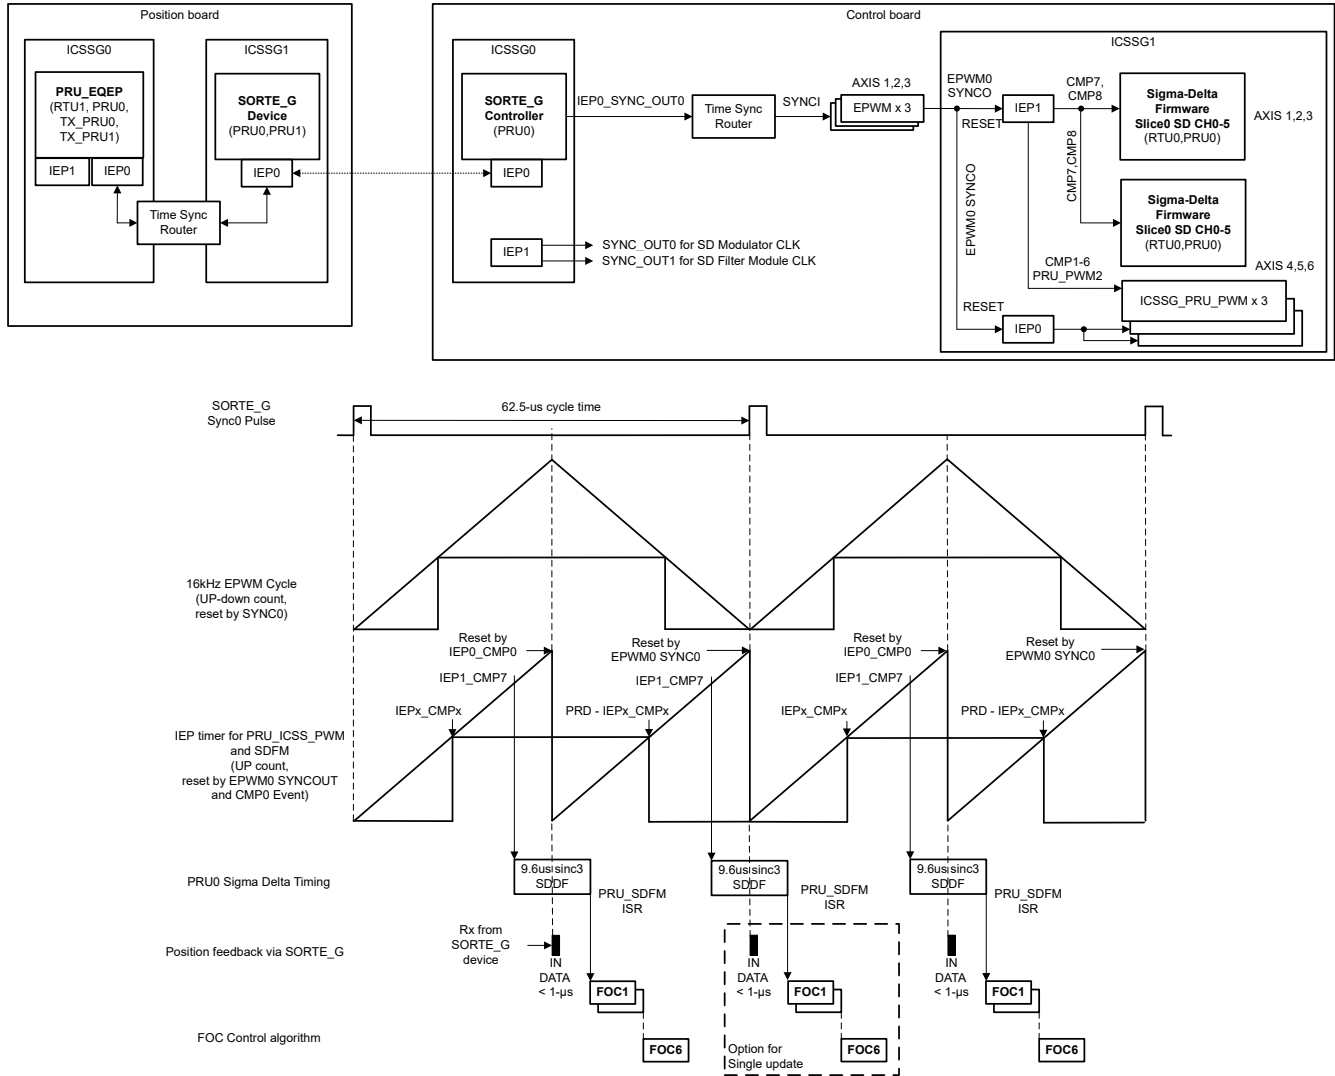 Position board
ICSSG0
PRU_EQEP
(RTU1, PRU0,
TX_PRU0,
TX_PRU1)
IEP1
IEP0
Time Sync
Router
ICSSG1
SORTE_G
Device
(PRU0,PRU1)
IEP0
Control board
ICSSG0
SORTE_G
Controller
(PRU0)
IEP0
IEP1
SYNC_OUT0 for SD Modulator CLK
SYNC_OUT1 for SD Filter Module CLK
IEP0_SYNC_OUT0
Time Sync
Router
SYNCI
AXIS 1,2,3
EPWM x 3
ICSSG1
EPWM0
SYNCO
RESET
IEP1
CMP7,
CMP8
Sigma-Delta
Firmware
Slice0 SD CH0-5
(RTU0,PRU0)
AXIS 1,2,3
EPWM0 SYNCO
CMP7,CMP8
Sigma-Delta
Firmware
Slice0 SD CH0-5
(RTU0,PRU0)
CMP1-6
PRU_PWM2
AXIS 4,5,6
ICSSG_PRU_PWM x 3
RESET
IEP0
SORTE_G
Sync0 Pulse
62.5-us cycle time
16kHz EPWM Cycle
(UP-down count,
reset by SYNC0)
Reset by
IEP0_CMP0
Reset by
EPWM0 SYNC0
Reset by
IEP0_CMP0
Reset by
EPWM0 SYNC0
IEP1_CMP7
IEP1_CMP7
IEP1_CMP7
IEPx_CMPx
PRD - IEPx_CMPx
IEPx_CMPx
PRD - IEPx_CMPx
IEP timer for PRU_ICSS_PWM
and SDFM
(UP count,
reset by EPWM0 SYNCOUT
and CMP0 Event)
PRU0 Sigma Delta Timing
9.6us sinc3
SDDF
PRU_SDFM
ISR
9.6us sinc3
SDDF
PRU_SDFM
ISR
9.6us sinc3
SDDF
PRU_SDFM
ISR
Position feedback via SORTE_G
Rx from
SORTE_G
device
IN
DATA
< 1-µs
IN
DATA
< 1-µs
IN
DATA
< 1-µs
FOC Control algorithm
FOC1
FOC6
FOC1
FOC6
Option for
Single update
FOC1
FOC6